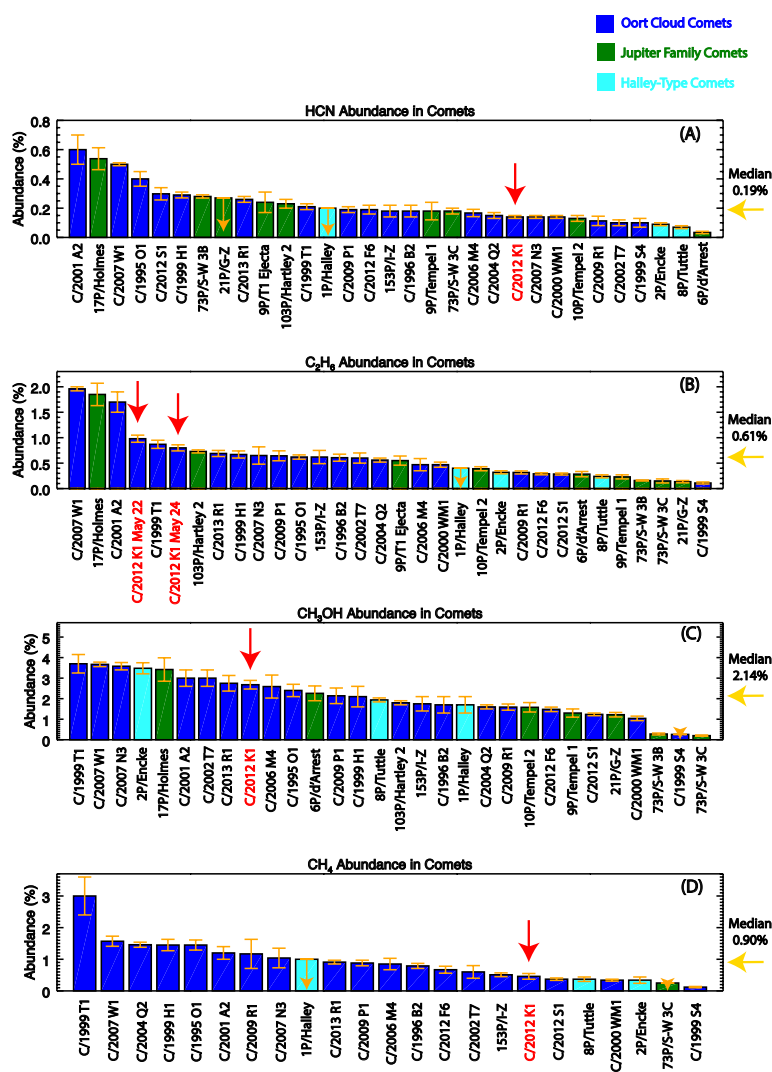 Oort Cloud Comets
Jupiter Family Comets
Halley-Type Comets
HCN Abundance in Comets
(A)
Abundance (%)
0.8
0.6
0.4
0.2
0.0
Median
0.19%
C/2001 A2
17P/Holmes
C/2007 W1
C/1995 O1
C/2012 S1
C/1999 H1
73P/S-W 3B
21P/G-Z
C/2013 R1
9P/T1 Ejecta
103P/Hartley 2
C/1999 T1
1P/Halley
C/2009 P1
C/2012 F6
153P/I-Z
C/1996 B2
9P/Tempel 1
73P/S-W 3C
C/2006 M4
C/2004 Q2
C/2012 K1
C/2007 N3
C/2000 WM1
10P/Tempel 2
C/2009 R1
C/2002 T7
C/1999 S4
2P/Encke
8P/Tuttle
6P/d'Arrest
C₂H₆ Abundance in Comets
(B)
Abundance (%)
2.0
1.5
1.0
0.5
0.0
Median
0.61%
C/2007 W1
17P/Holmes
C/2001 A2
C/2012 K1 May 22
C/1999 T1
C/2012 K1 May 24
103P/Hartley 2
C/2013 R1
C/1999 H1
C/2007 N3
C/2009 P1
C/1995 O1
153P/I-Z
C/1996 B2
C/2002 T7
C/2004 Q2
9P/T1 Ejecta
C/2006 M4
C/2000 WM1
1P/Halley
10P/Tempel 2
2P/Encke
C/2009 R1
C/2012 F6
C/2012 S1
6P/d'Arrest
8P/Tuttle
9P/Tempel 1
73P/S-W 3B
73P/S-W 3C
21P/G-Z
C/1999 S4
CH₃OH Abundance in Comets
(C)
Abundance (%)
5
4
3
2
1
0
Median
2.14%
C/1999 T1
C/2007 W1
C/2007 N3
2P/Encke
17P/Holmes
C/2001 A2
C/2002 T7
C/2013 R1
C/2012 K1
C/2006 M4
C/1995 O1
6P/d'Arrest
C/2009 P1
C/1999 H1
8P/Tuttle
103P/Hartley 2
153P/I-Z
C/1996 B2
1P/Halley
C/2004 Q2
C/2009 R1
10P/Tempel 2
C/2012 F6
9P/Tempel 1
C/2012 S1
21P/G-Z
C/2000 WM1
73P/S-W 3B
C/1999 S4
73P/S-W 3C
CH₄ Abundance in Comets
(D)
Abundance (%)
3
2
1
0
Median
0.90%
C/1999 T1
C/2007 W1
C/2004 Q2
C/1999 H1
C/1995 O1
C/2001 A2
C/2009 R1
C/2007 N3
1P/Halley
C/2013 R1
C/2009 P1
C/2006 M4
C/1996 B2
C/2012 F6
C/2002 T7
153P/I-Z
C/2012 K1
C/2012 S1
8P/Tuttle
C/2000 WM1
2P/Encke
73P/S-W 3C
C/1999 S4